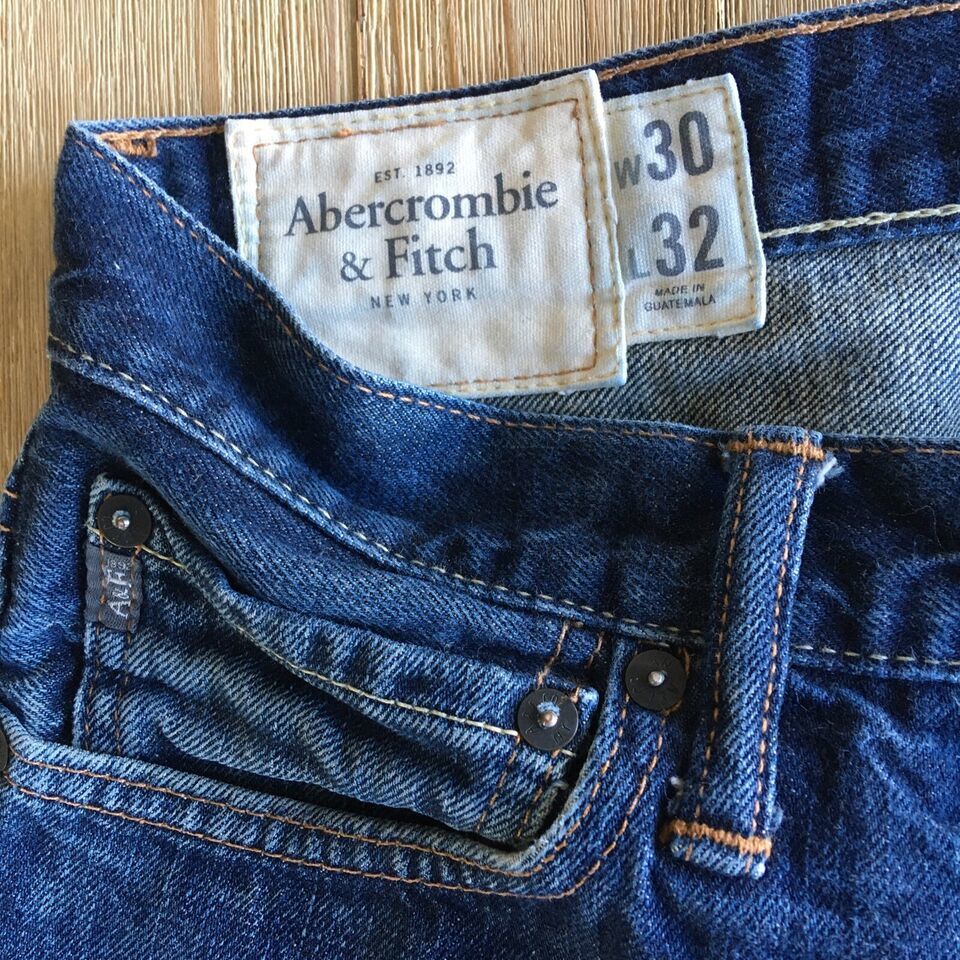 EST. 1892
Abercrombie
& Fitch
NEW YORK
W30
L32
MADE IN
GUATEMALA
A&F